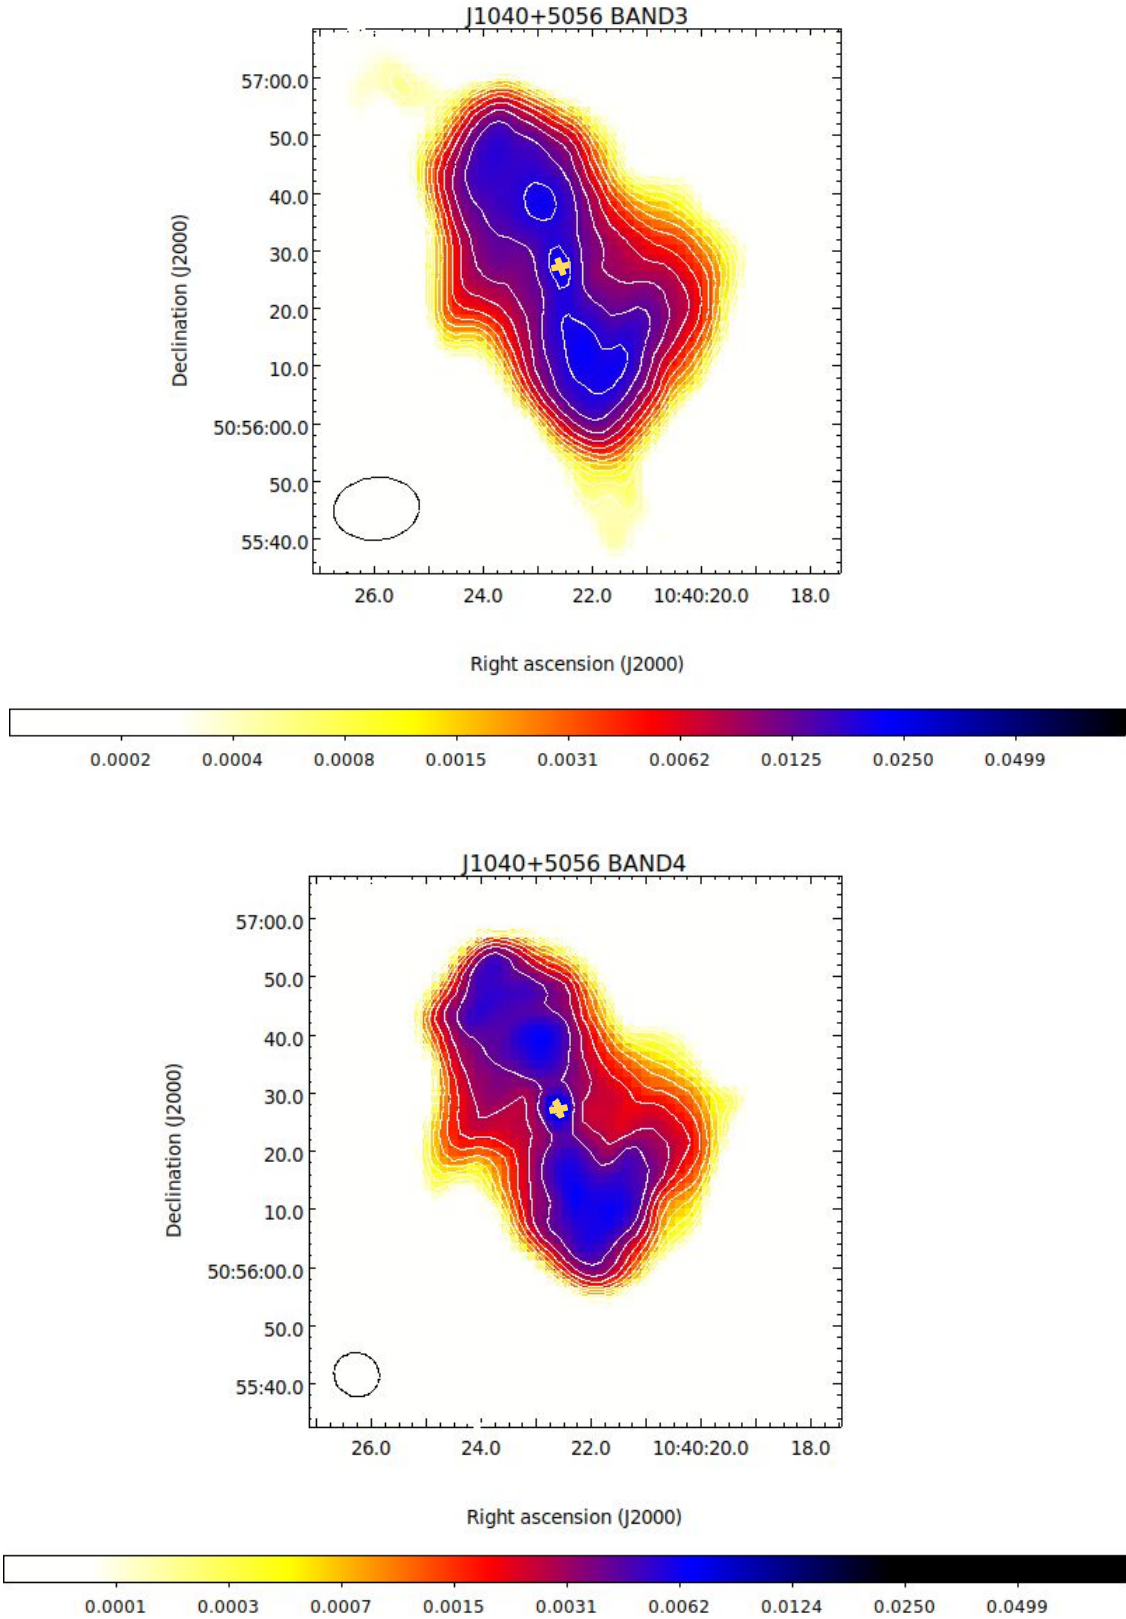 J1040+5056 BAND3
57:00.0
50.0
40.0
30.0
20.0
10.0
50:56:00.0
50.0
55:40.0
Declination (J2000)
26.0 24.0 22.0 10:40:20.0 18.0
Right ascension (J2000)
0.0002 0.0004 0.0008 0.0015 0.0031 0.0062 0.0125 0.0250 0.0499
J1040+5056 BAND4
57:00.0
50.0
40.0
30.0
20.0
10.0
50:56:00.0
50.0
55:40.0
Declination (J2000)
26.0 24.0 22.0 10:40:20.0 18.0
Right ascension (J2000)
0.0001 0.0003 0.0007 0.0015 0.0031 0.0062 0.0124 0.0250 0.0499